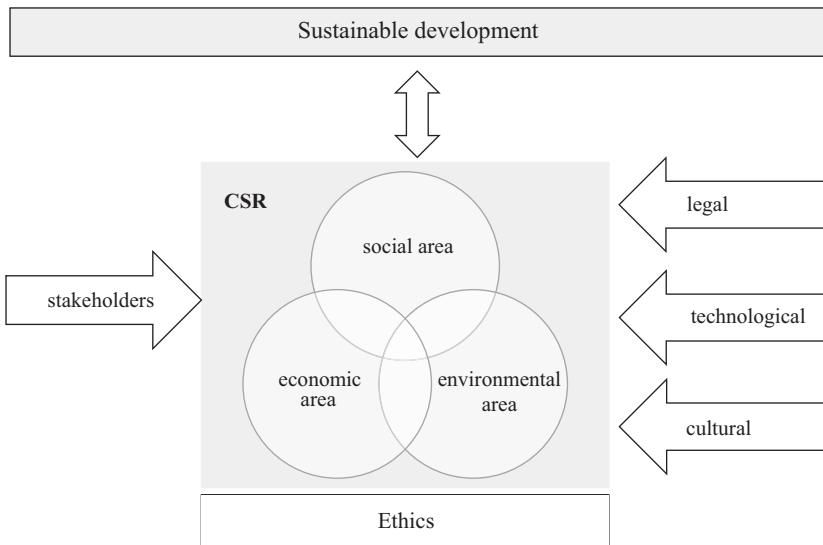 Sustainable development
CSR
legal
social area
stakeholders
technological
economic
area
environmental
area
cultural
Ethics